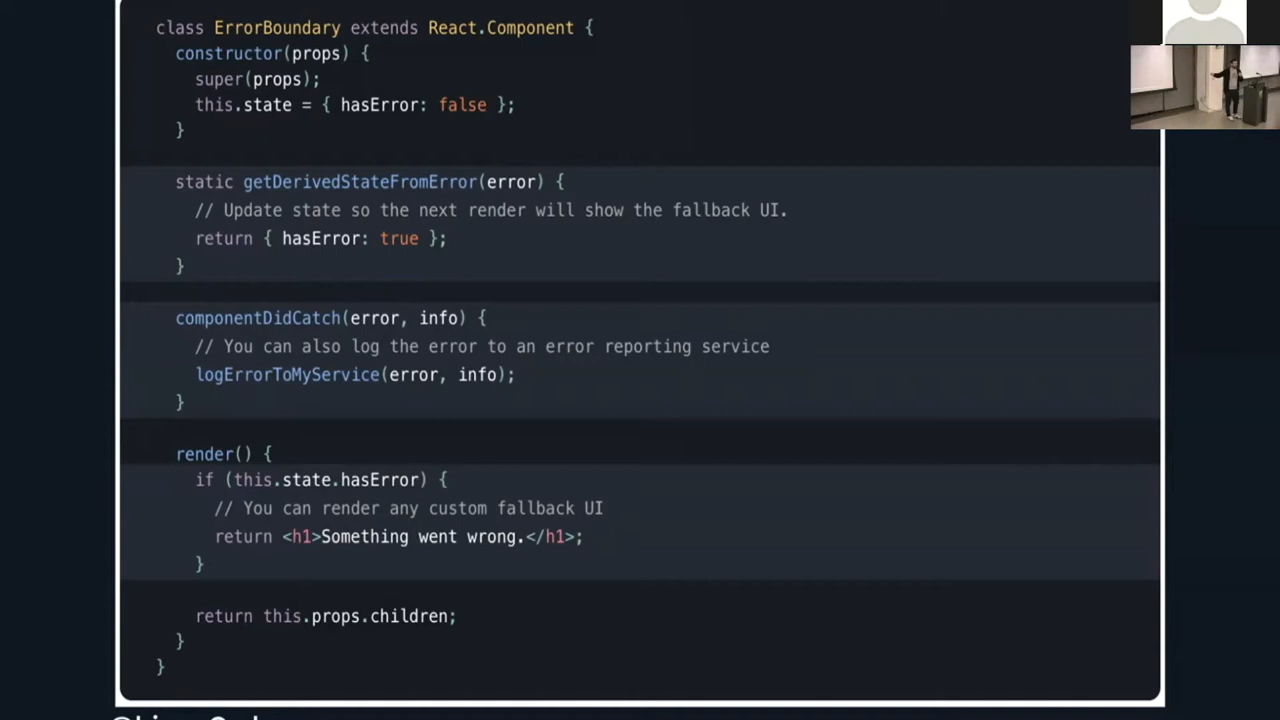 class ErrorBoundary extends React.Component {
constructor(props) {
super(props);
this.state = { hasError: false };
}
static getDerivedStateFromError(error) {
// Update state so the next render will show the fallback UI.
return { hasError: true };
}
componentDidCatch(error, info) {
// You can also log the error to an error reporting service
logErrorToMyService(error, info);
}
render() {
if (this.state.hasError) {
// You can render any custom fallback UI
return <h1>Something went wrong.</h1>;
}
return this.props.children;
}
}